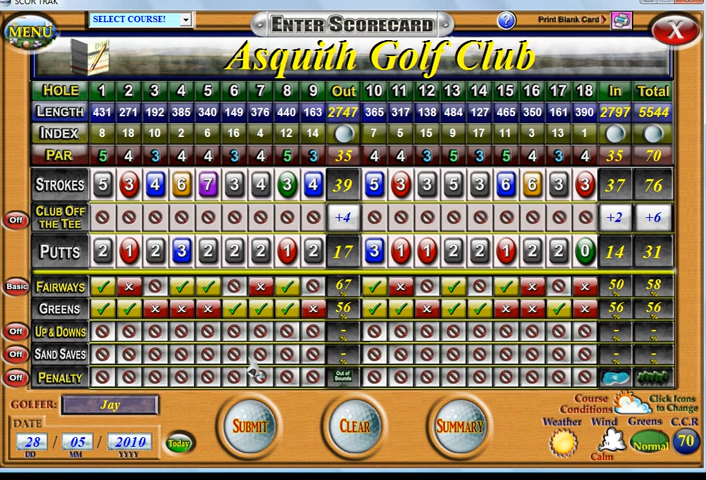 SCOR TRAK
MENU
SELECT COURSE!
ENTER SCORECARD
?
Print Blank Card
X
Asquith Golf Club
HOLE 1 2 3 4 5 6 7 8 9 Out 10 11 12 13 14 15 16 17 18 In Total
LENGTH 431 271 192 385 340 149 376 440 163 2747 365 317 138 484 127 465 350 161 390 2797 5544
INDEX 8 18 10 2 6 16 4 12 14 7 5 15 9 17 11 3 13 1
PAR 5 4 3 4 4 3 4 5 3 35 4 4 3 5 3 5 4 3 4 35 70
STROKES 5 3 4 6 7 3 4 3 4 39 5 3 3 5 3 6 6 3 3 37 76
Off CLUB OFF THE TEE +4 +2 +6
PUTTS 2 1 2 3 2 2 2 1 2 17 3 1 1 2 2 1 2 2 0 14 31
Basic FAIRWAYS 67 % 50 % 58 %
GREENS 56 % 56 % 56 %
Off UP & DOWNS - % - % - %
Off SAND SAVES - % - % - %
Off PENALTY Out of Bounds
GOLFER: Jay
DATE
28 / 05 / 2010
DD MM YYYY
Today
SUBMIT
CLEAR
SUMMARY
Course Conditions
Click Icons to Change
Weather Wind Greens C.C.R
Calm Normal 70